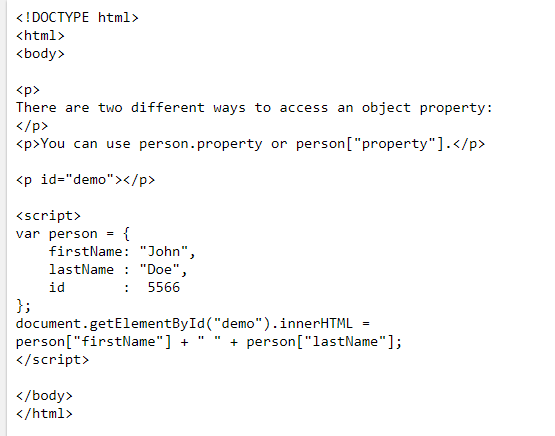 <!DOCTYPE html>
<html>
<body>
<p>
There are two different ways to access an object property:
</p>
<p>You can use person.property or person["property"].</p>
<p id="demo"></p>
<script>
var person = {
    firstName: "John",
    lastName : "Doe",
    id       :  5566
};
document.getElementById("demo").innerHTML =
person["firstName"] + " " + person["lastName"];
</script>
</body>
</html>